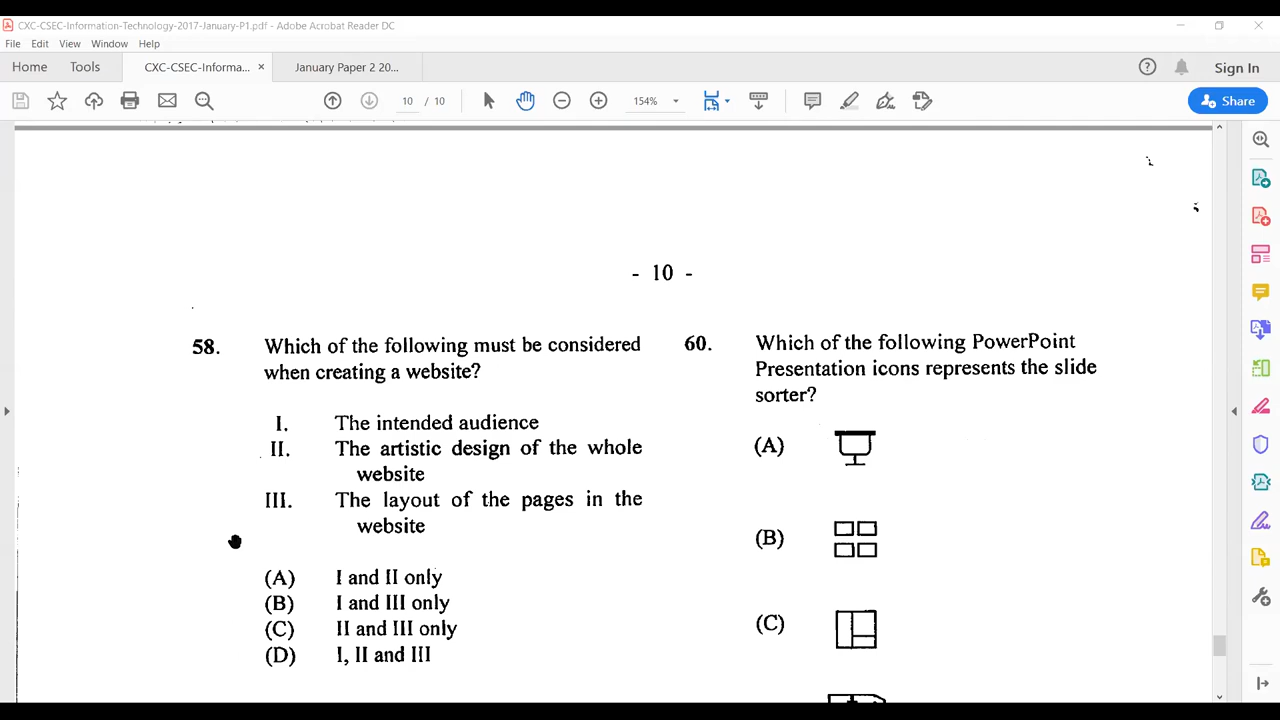 CXC-CSEC-Information-Technology-2017-January-P1.pdf - Adobe Acrobat Reader DC
File Edit View Window Help
Home Tools CXC-CSEC-Informa... × January Paper 2 20... Sign In
10 / 10 154% Share
- 10 -
58. Which of the following must be considered
when creating a website?
I. The intended audience
II. The artistic design of the whole
website
III. The layout of the pages in the
website
(A) I and II only
(B) I and III only
(C) II and III only
(D) I, II and III
60. Which of the following PowerPoint
Presentation icons represents the slide
sorter?
(A)
(B)
(C)